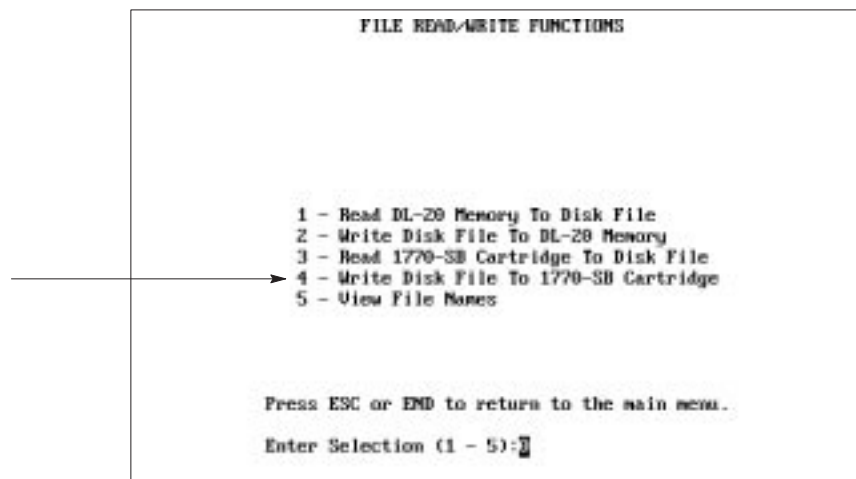 FILE READ/WRITE FUNCTIONS
1 - Read DL-20 Memory To Disk File
2 - Write Disk File To DL-20 Memory
3 - Read 1770-SB Cartridge To Disk File
4 - Write Disk File To 1770-SB Cartridge
5 - View File Names
Press ESC or END to return to the main menu.
Enter Selection (1 - 5):